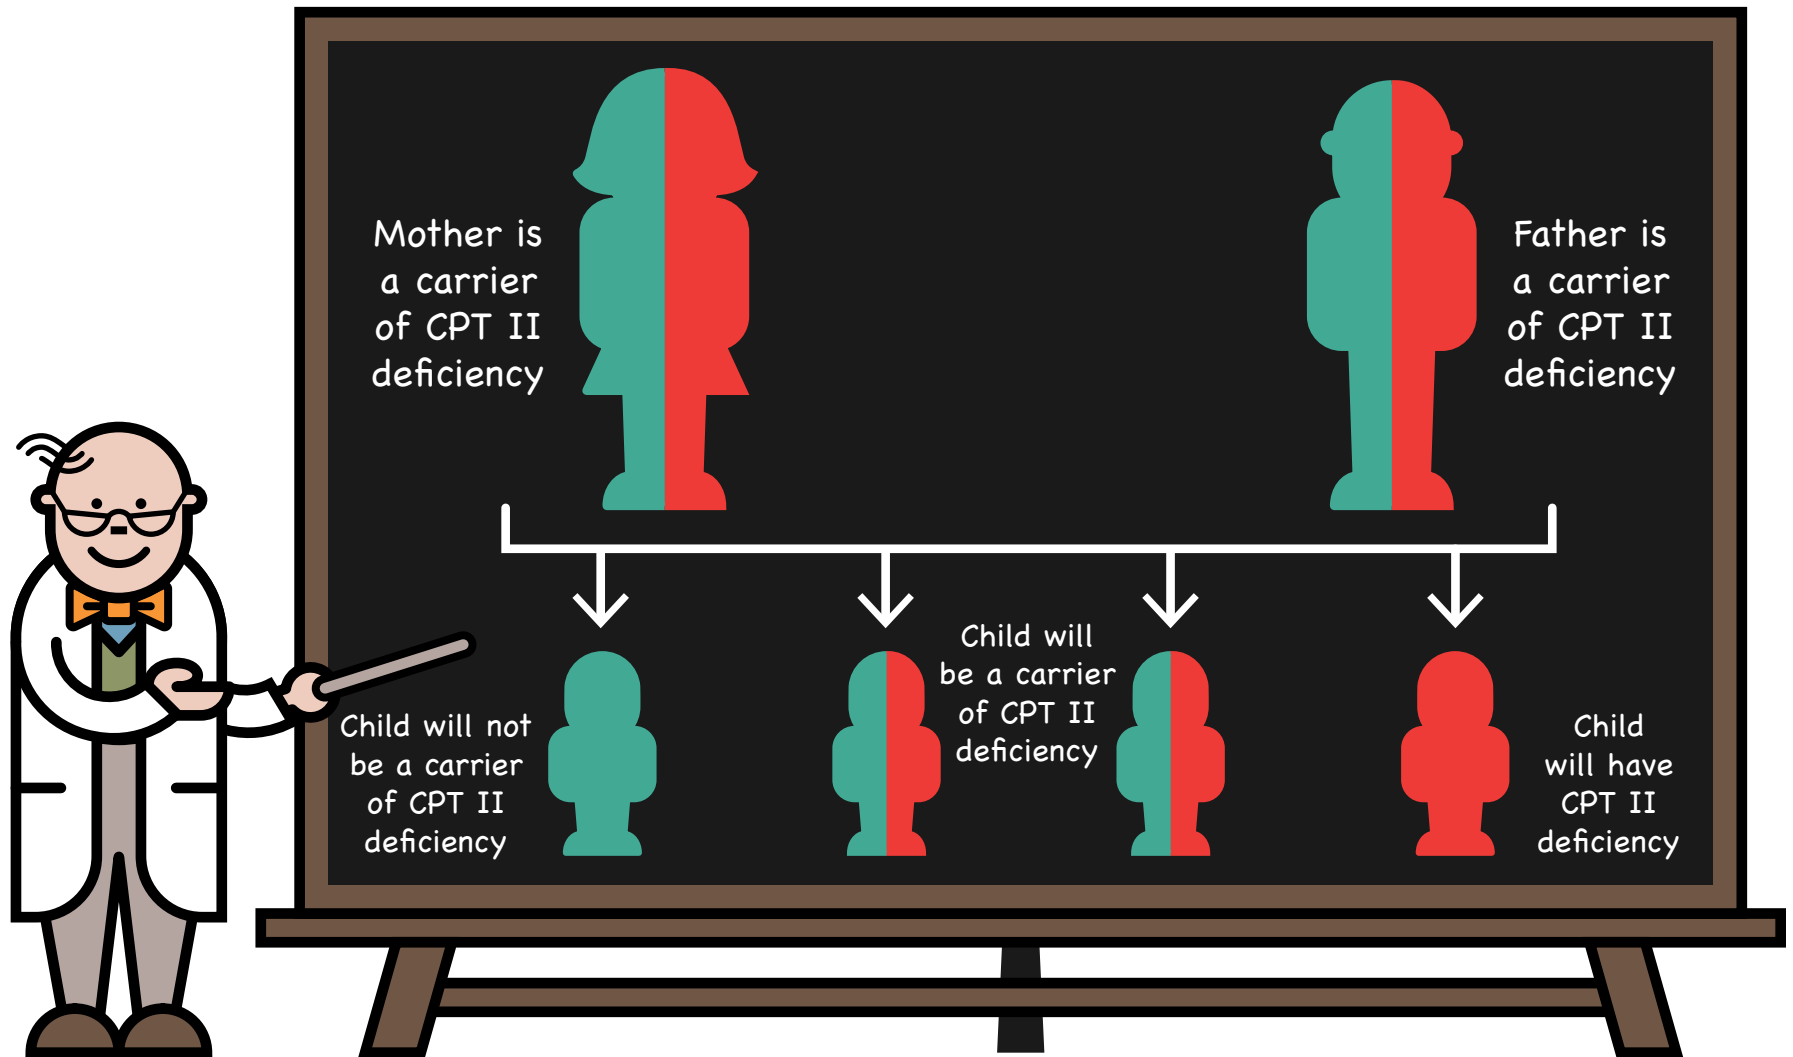 Mother is
a carrier
of CPT II
deficiency
Father is
a carrier
of CPT II
deficiency
Child will not
be a carrier
of CPT II
deficiency
Child will
be a carrier
of CPT II
deficiency
Child
will have
CPT II
deficiency